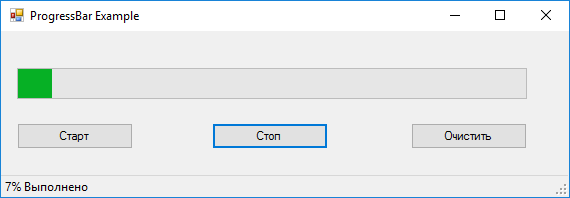 ProgressBar Example
Старт
Стоп
Очистить
7% Выполнено